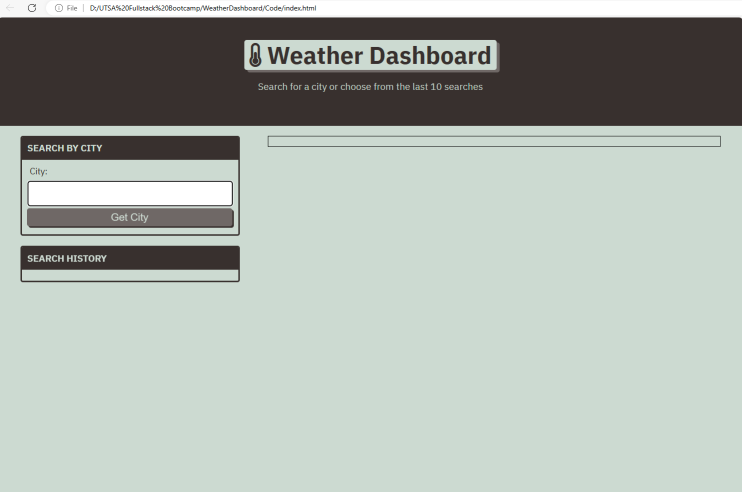 File D:/UTSA%20Fullstack%20Bootcamp/WeatherDashboard/Code/index.html
Weather Dashboard
Search for a city or choose from the last 10 searches
SEARCH BY CITY
City:
Get City
SEARCH HISTORY